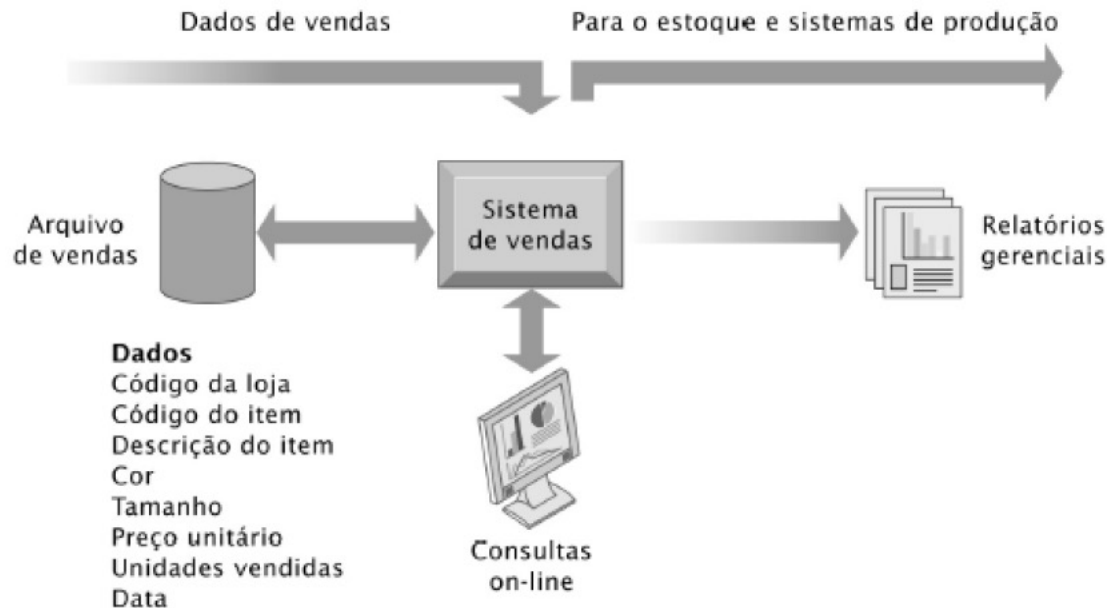 Dados de vendas
Para o estoque e sistemas de produção
Arquivo
de vendas
Sistema
de vendas
Relatórios
gerenciais
Dados
Código da loja
Código do item
Descrição do item
Cor
Tamanho
Preço unitário
Unidades vendidas
Data
Consultas
on-line